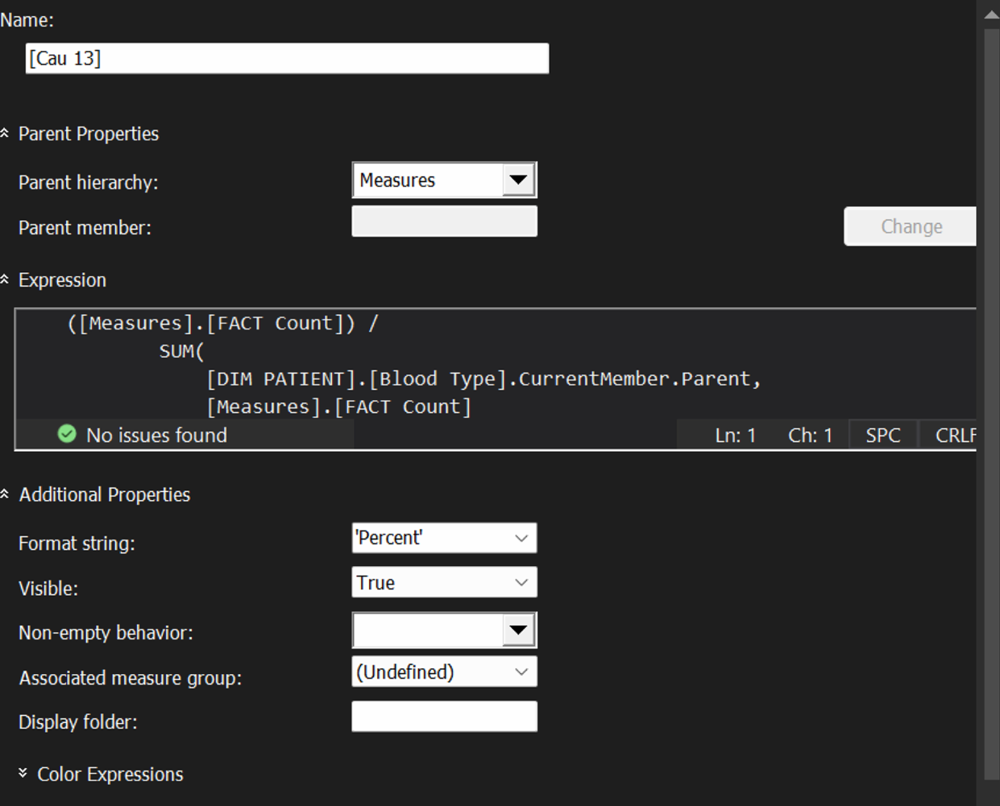 Name:
[Cau 13]
Parent Properties
Parent hierarchy:
Measures
Parent member:
Change
Expression
([Measures].[FACT Count]) /
SUM(
[DIM PATIENT].[Blood Type].CurrentMember.Parent,
[Measures].[FACT Count]
No issues found
Ln: 1
Ch: 1
SPC
CRLF
Additional Properties
Format string:
'Percent'
Visible:
True
Non-empty behavior:
Associated measure group:
(Undefined)
Display folder:
Color Expressions